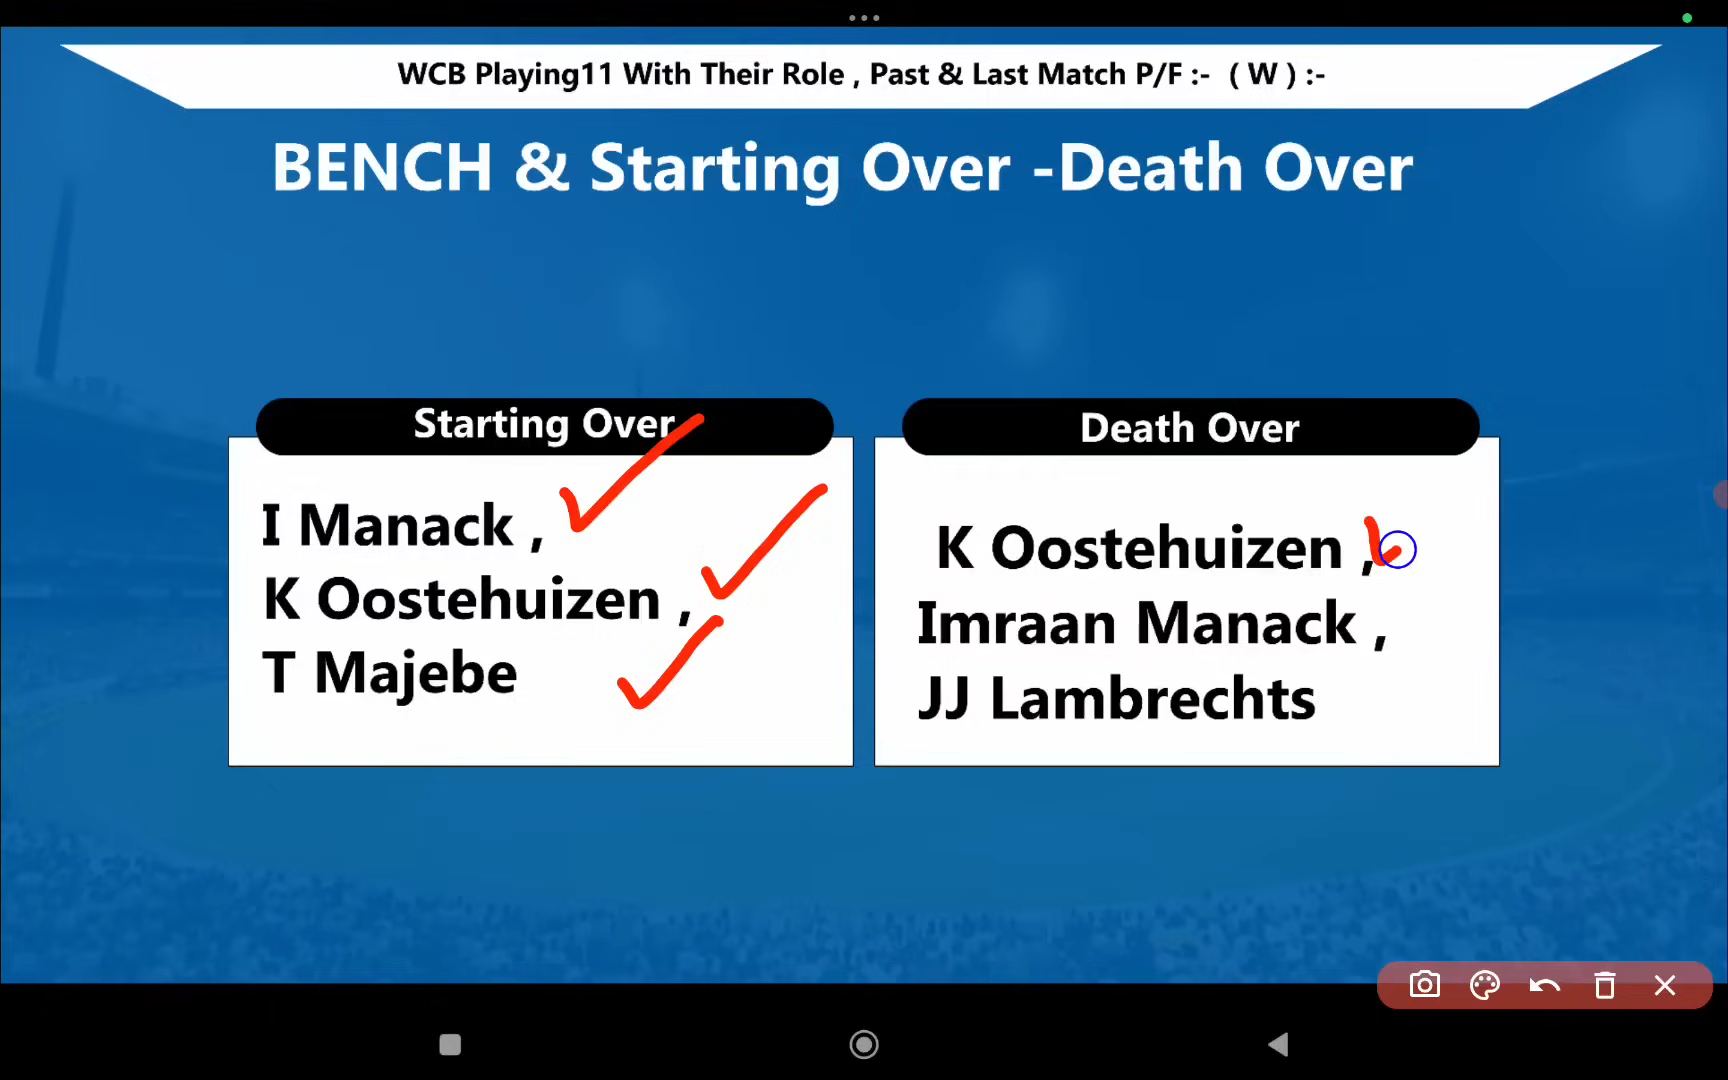 WCB Playing11 With Their Role , Past & Last Match P/F :- ( W ) :-
BENCH & Starting Over -Death Over
Starting Over
I Manack ,
K Oostehuizen ,
T Majebe
Death Over
K Oostehuizen ,
Imraan Manack ,
JJ Lambrechts